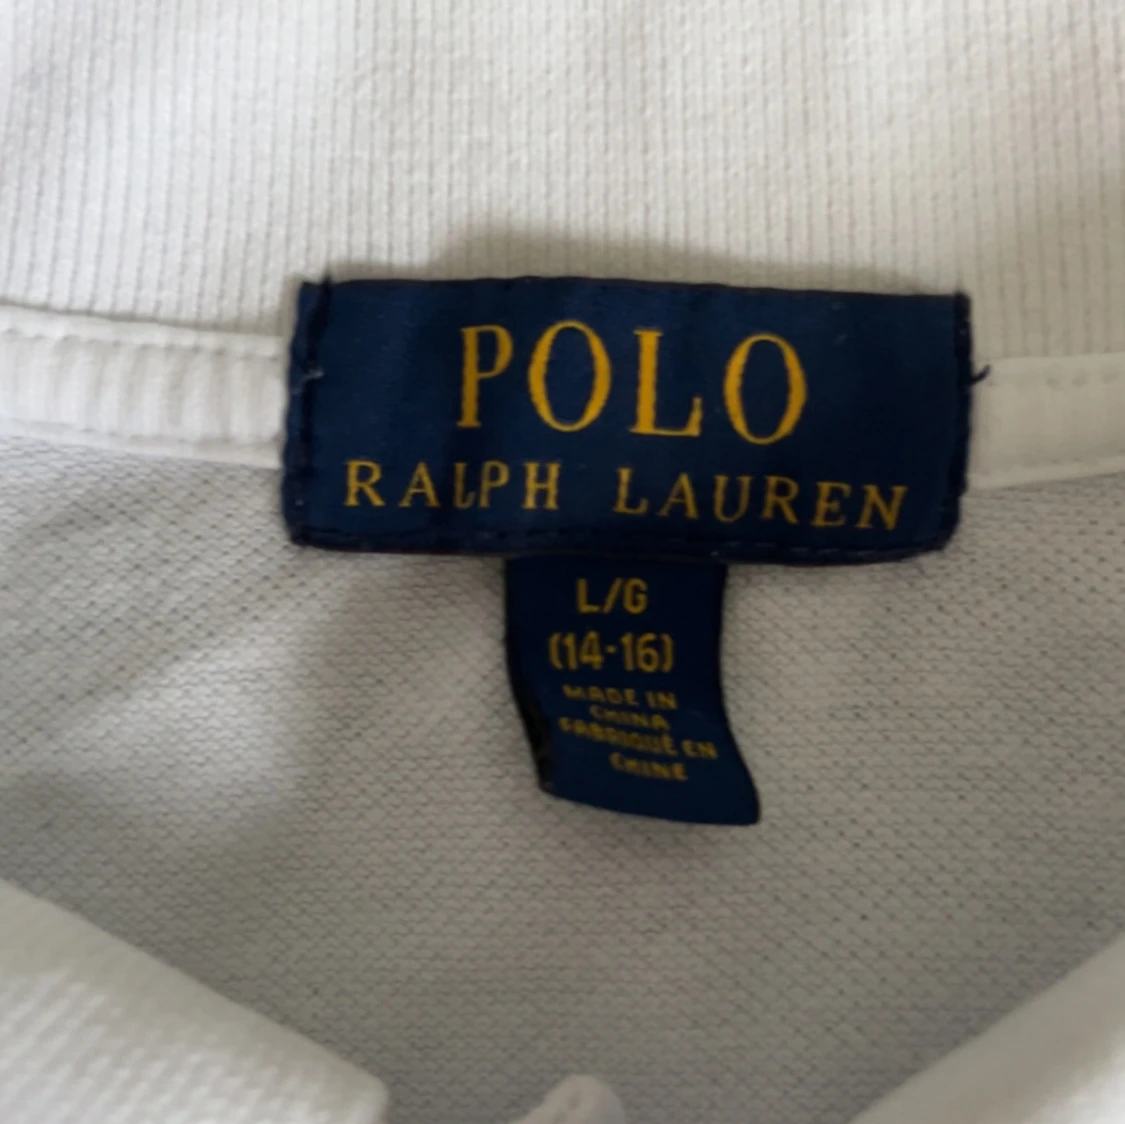 POLO
RALPH LAUREN
L/G
(14-16)
MADE IN
CHINA
FABRIQUÉ EN
CHINE